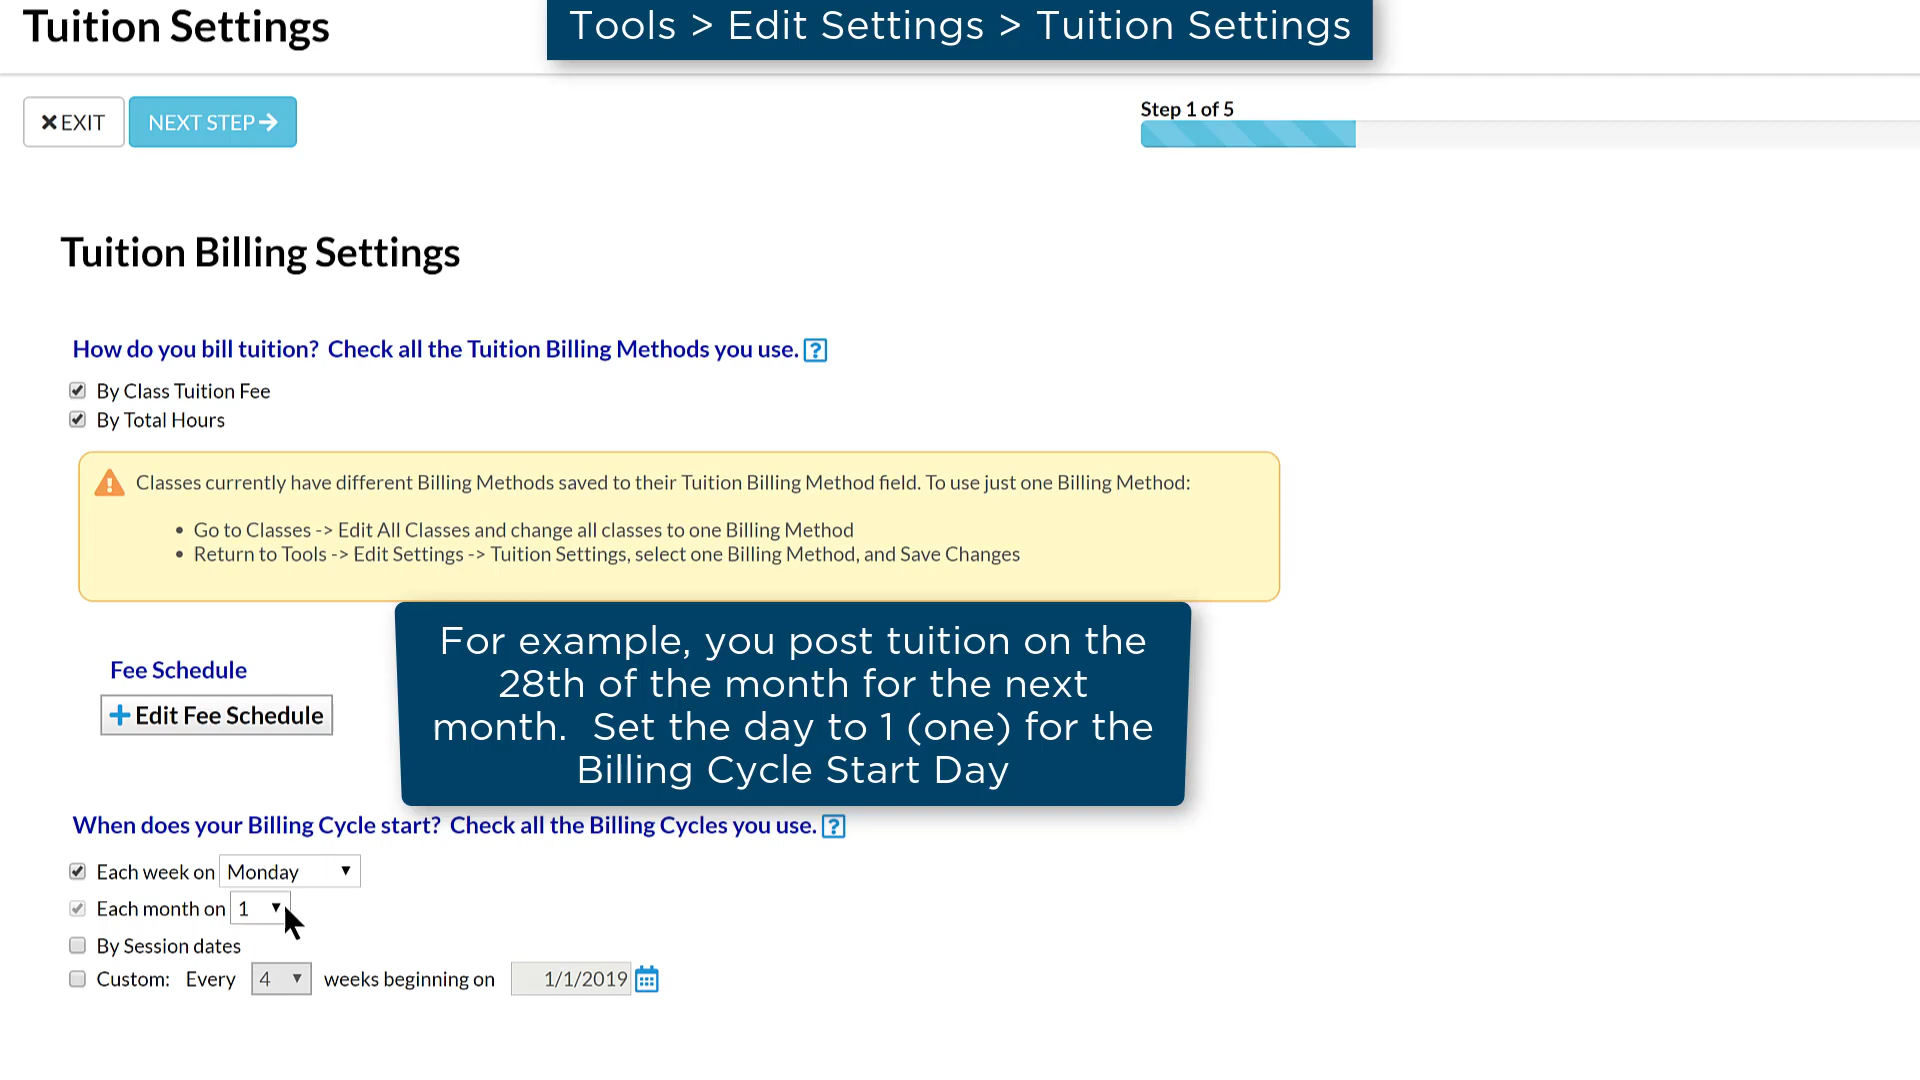 Tuition Settings
Tools > Edit Settings > Tuition Settings
EXIT
NEXT STEP
Step 1 of 5
Tuition Billing Settings
How do you bill tuition? Check all the Tuition Billing Methods you use.
By Class Tuition Fee
By Total Hours
Classes currently have different Billing Methods saved to their Tuition Billing Method field. To use just one Billing Method:
• Go to Classes -> Edit All Classes and change all classes to one Billing Method
• Return to Tools -> Edit Settings -> Tuition Settings, select one Billing Method, and Save Changes
For example, you post tuition on the
28th of the month for the next
month. Set the day to 1 (one) for the
Billing Cycle Start Day
Fee Schedule
Edit Fee Schedule
When does your Billing Cycle start? Check all the Billing Cycles you use.
Each week on Monday
Each month on 1
By Session dates
Custom: Every 4 weeks beginning on 1/1/2019